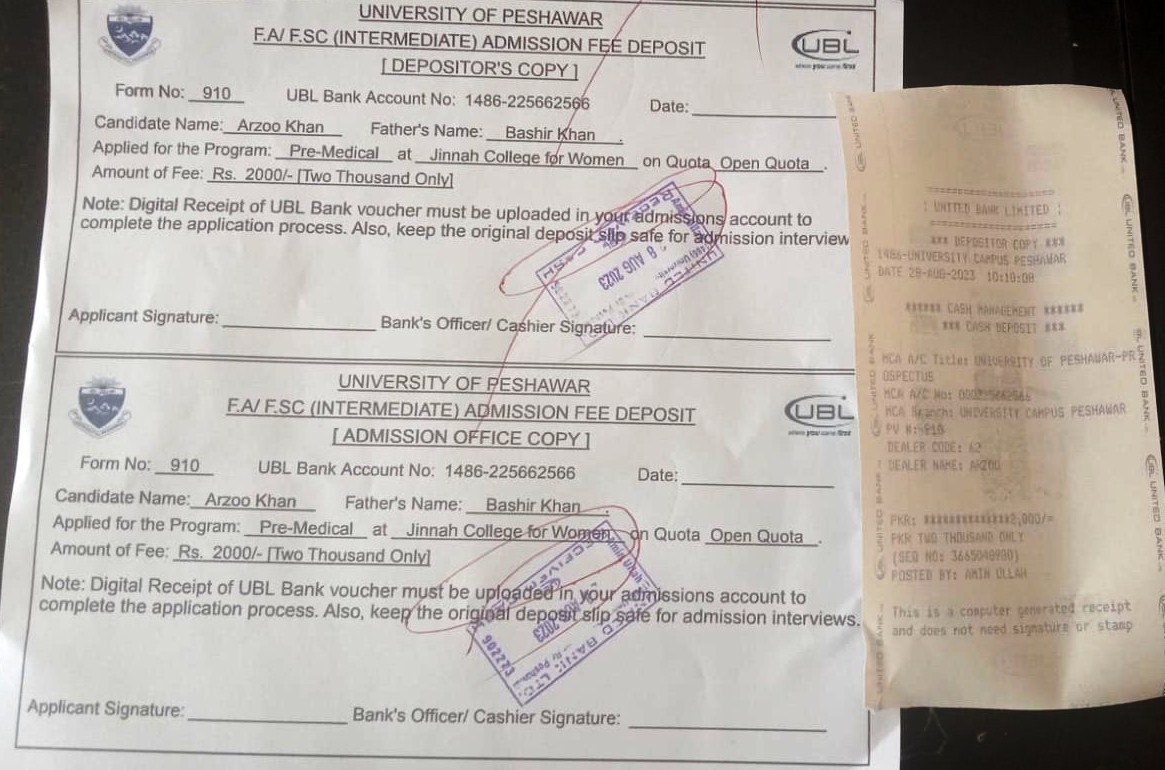 UNIVERSITY OF PESHAWAR
F.A/ F.SC (INTERMEDIATE) ADMISSION FEE DEPOSIT
[ DEPOSITOR'S COPY ]
UBL
where you come first
Form No: 910 UBL Bank Account No: 1486-225662566 Date:
Candidate Name: Arzoo Khan Father's Name: Bashir Khan .
Applied for the Program: Pre-Medical at Jinnah College for Women on Quota Open Quota .
Amount of Fee: Rs. 2000/- [Two Thousand Only]
Note: Digital Receipt of UBL Bank voucher must be uploaded in your admissions account to
complete the application process. Also, keep the original deposit slip safe for admission interview
8 AUG 2023
Applicant Signature: Bank's Officer/ Cashier Signature:
UNIVERSITY OF PESHAWAR
F.A/ F.SC (INTERMEDIATE) ADMISSION FEE DEPOSIT
[ ADMISSION OFFICE COPY ]
UBL
where you come first
Form No: 910 UBL Bank Account No: 1486-225662566 Date:
Candidate Name: Arzoo Khan Father's Name: Bashir Khan .
Applied for the Program: Pre-Medical at Jinnah College for Women on Quota Open Quota .
Amount of Fee: Rs. 2000/- [Two Thousand Only]
Note: Digital Receipt of UBL Bank voucher must be uploaded in your admissions account to
complete the application process. Also, keep the original deposit slip safe for admission interviews.
2023
902273
BANK LTD.
Applicant Signature: Bank's Officer/ Cashier Signature:
UBL UNITED BANK
: UNITED BANK LIMITED :
*** DEPOSITOR COPY ***
1486-UNIVERSITY CAMPUS PESHAWAR
DATE 28-AUG-2023 10:18:08
****** CASH MANAGEMENT ******
*** CASH DEPOSIT ***
MCA A/C Title: UNIVERSITY OF PESHAWAR-PR
OSPECTUS
MCA A/C No: 000225662566
MCA Branch: UNIVERSITY CAMPUS PESHAWAR
PV #: 910
DEALER CODE: A2
DEALER NAME: ARZOU
PKR: **************2,000/=
PKR TWO THOUSAND ONLY
(SEQ NO: 3665040900)
POSTED BY: AMIN ULLAH
This is a computer generated receipt
and does not need signature or stamp